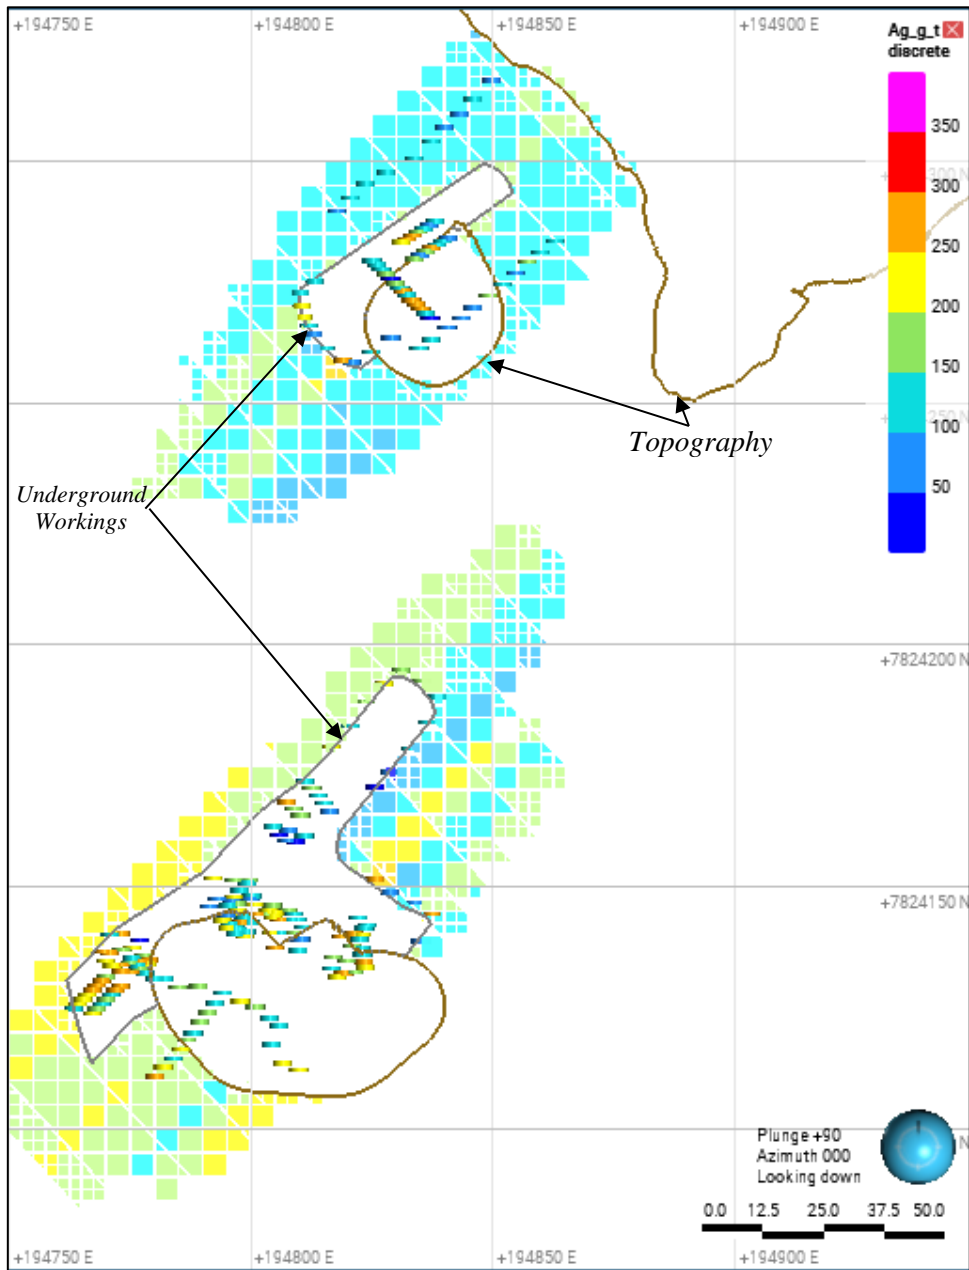 +194750 E +194800 E +194850 E +194900 E
Ag_g_t
discrete
350
300
250
200
150
100
50
Topography
Underground
Workings
+7824200 N
+7824150 N
Plunge +90
Azimuth 000
Looking down
0.0 12.5 25.0 37.5 50.0
+194750 E +194800 E +194850 E +194900 E